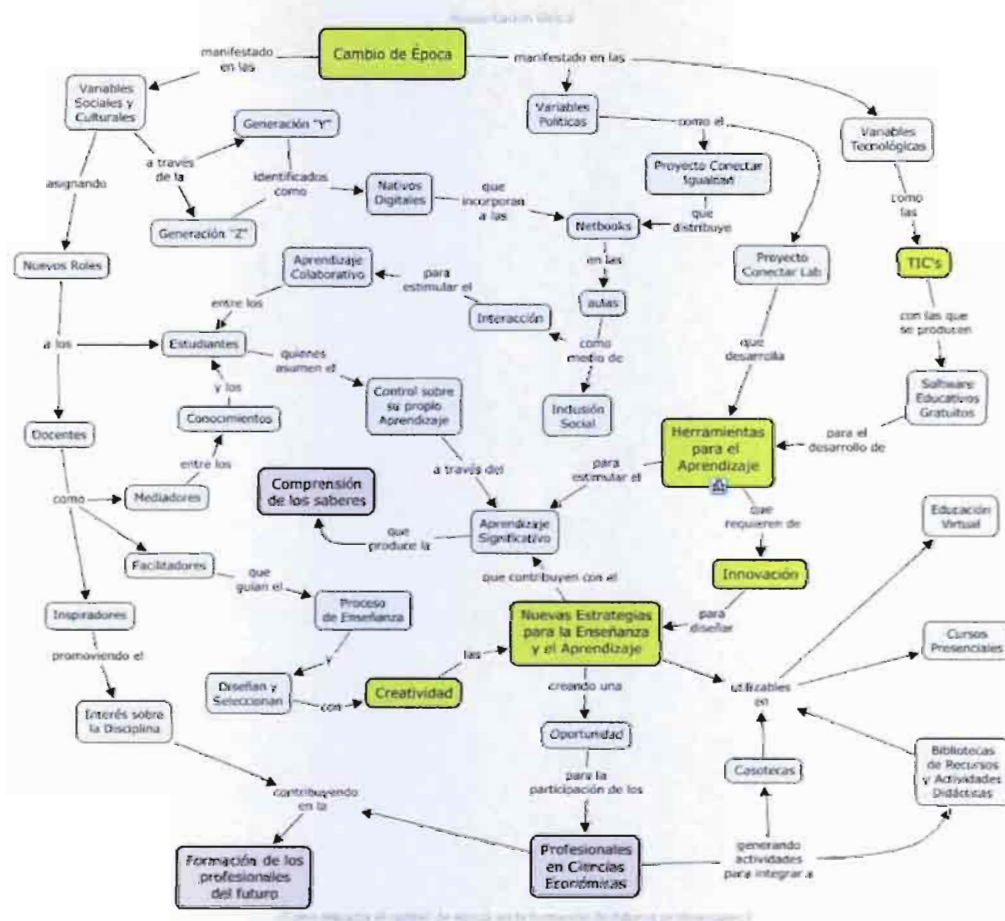 Cambio de Época
manifestado
en las
manifestado en las
Variables
Sociales y
Culturales
Generación "Y"
Variables
Políticas
como el
Variables
Tecnológicas
a través
de la
asignando
identificados
como
Nativos
Digitales
que
incorporan
a las
Proyecto Conectar
Igualdad
que
distribuye
como
las
Generación "Z"
Netbooks
Nuevos Roles
Aprendizaje
Colaborativo
para
estimular el
en las
Proyecto
Conectar Lab
TIC's
entre los
Interacción
aulas
con las que
se producen
a los
Estudiantes
quienes
asumen el
como
medio de
que
desarrolla
y los
Control sobre
su propio
Aprendizaje
Inclusión
Social
Software
Educativos
Gratuitos
Conocimientos
Docentes
Herramientas
para el
Aprendizaje
para el
desarrollo de
entre los
a través del
para
estimular el
como
Mediadores
Comprensión
de los saberes
que
produce la
Aprendizaje
Significativo
que
requieren de
Educación
Virtual
Facilitadores
que
guían el
que contribuyen con el
Innovación
Inspiradores
Proceso
de Enseñanza
Nuevas Estrategias
para la Enseñanza
y el Aprendizaje
para
diseñar
Cursos
Presenciales
promoviendo el
y
las
Diseñan y
Seleccionan
con
Creatividad
creando una
utilizables
en
Interés sobre
la Disciplina
Oportunidad
Casotecas
Bibliotecas
de Recursos
y Actividades
Didácticas
contribuyendo
en la
para la
participación de los
Formación de los
profesionales
del futuro
Profesionales
en Ciencias
Económicas
generando
actividades
para integrar a